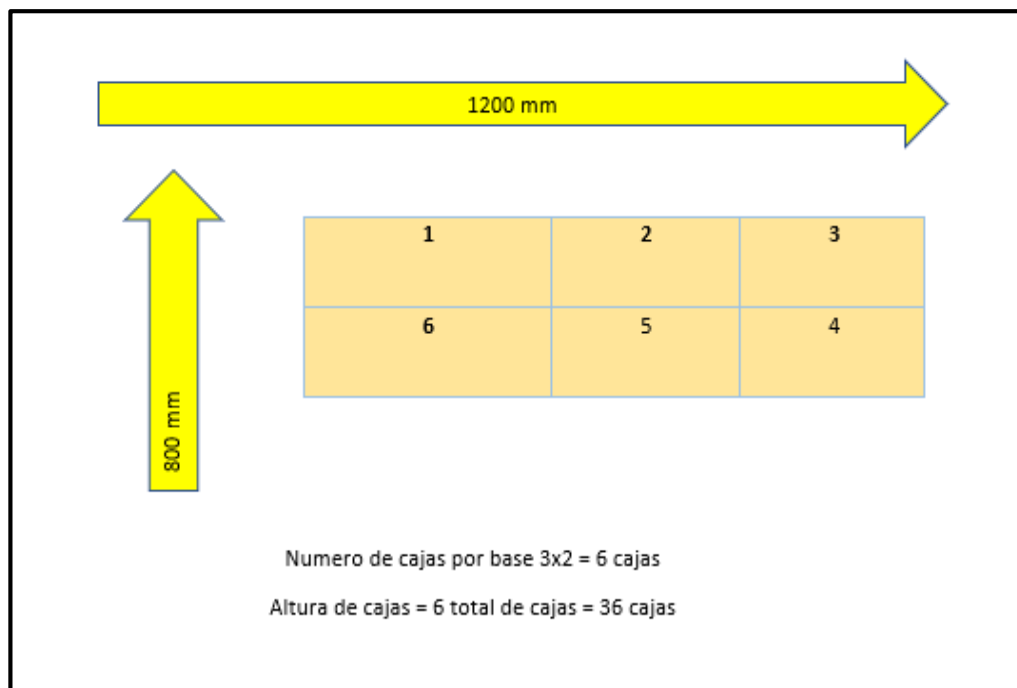 1200 mm
800 mm
1 2 3
6 5 4
Numero de cajas por base 3x2 = 6 cajas
Altura de cajas = 6 total de cajas = 36 cajas